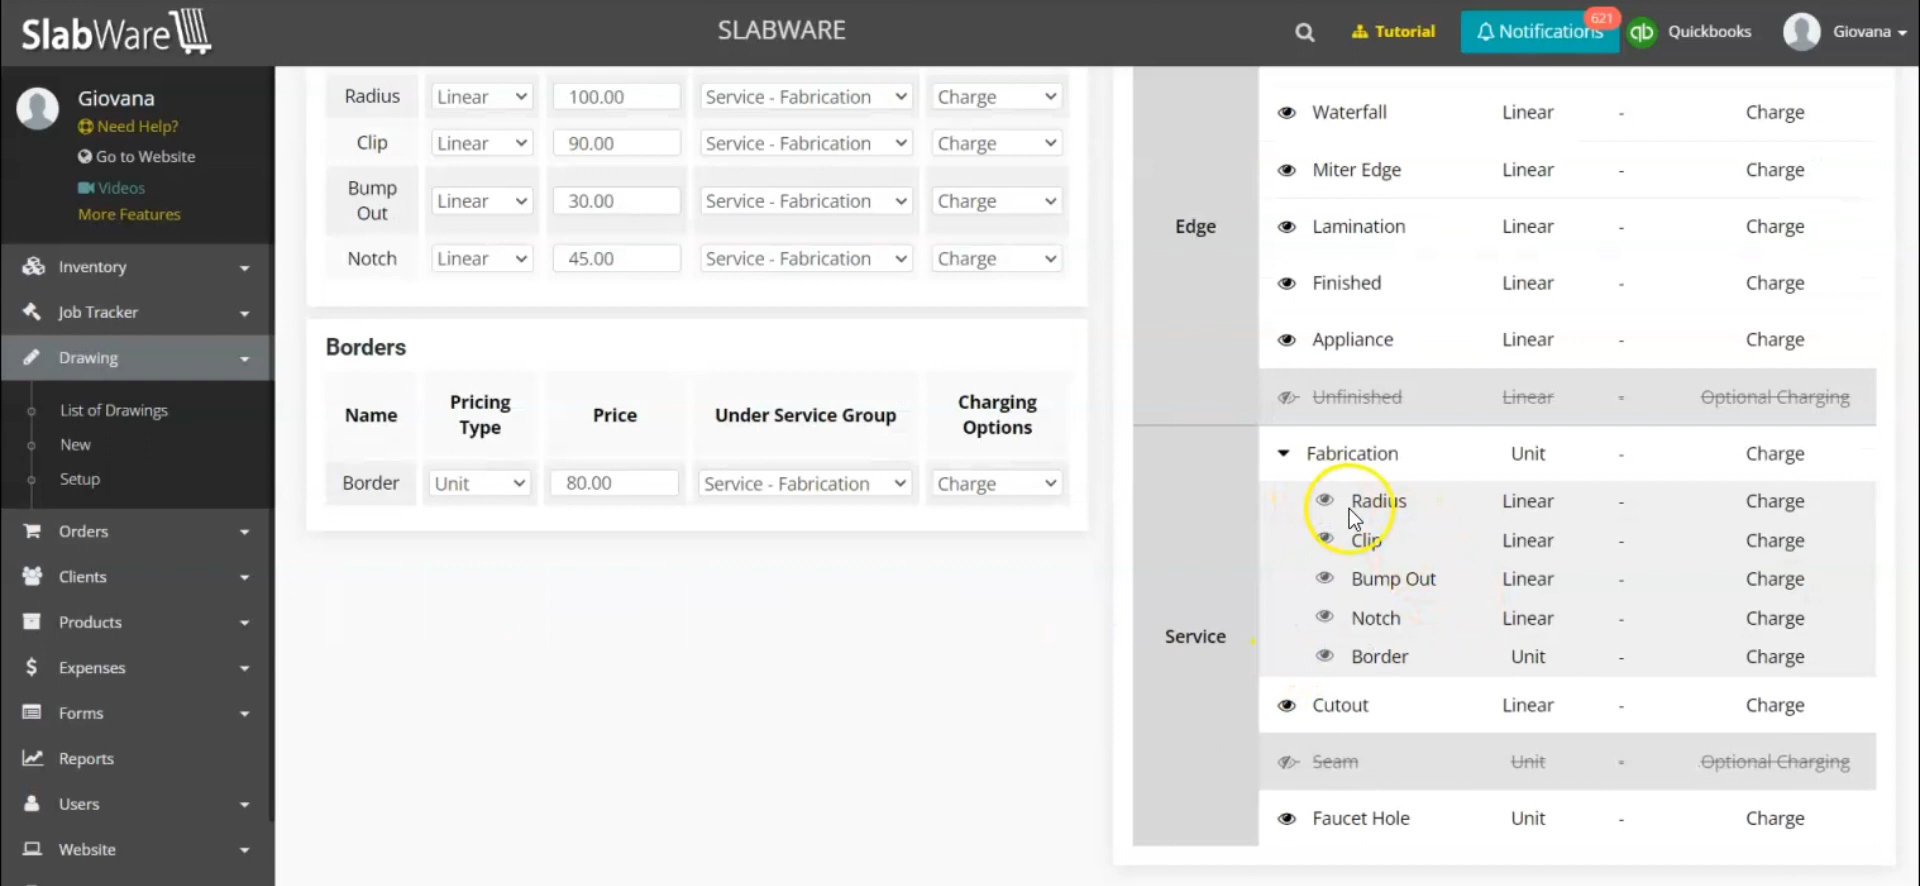 SlabWare
SLABWARE
Tutorial
Notifications
621
qb
Quickbooks
Giovana
Giovana
Need Help?
Go to Website
Videos
More Features
Inventory
Job Tracker
Drawing
List of Drawings
New
Setup
Orders
Clients
Products
Expenses
Forms
Reports
Users
Website
Radius Linear 100.00 Service - Fabrication Charge
Clip Linear 90.00 Service - Fabrication Charge
Bump Out Linear 30.00 Service - Fabrication Charge
Notch Linear 45.00 Service - Fabrication Charge
Borders
Name Pricing Type Price Under Service Group Charging Options
Border Unit 80.00 Service - Fabrication Charge
Edge
Waterfall Linear - Charge
Miter Edge Linear - Charge
Lamination Linear - Charge
Finished Linear - Charge
Appliance Linear - Charge
Unfinished Linear - Optional Charging
Service
Fabrication Unit - Charge
Radius Linear - Charge
Clip Linear - Charge
Bump Out Linear - Charge
Notch Linear - Charge
Border Unit - Charge
Cutout Linear - Charge
Seam Unit - Optional Charging
Faucet Hole Unit - Charge